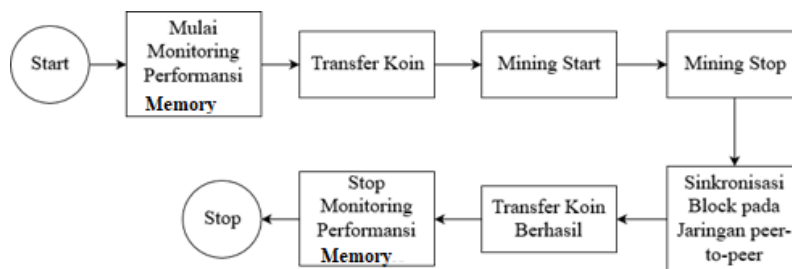 Start
Mulai
Monitoring
Performansi
Memory
Transfer Koin
Mining Start
Mining Stop
Sinkronisasi
Block pada
Jaringan peer-
to-peer
Transfer Koin
Berhasil
Stop
Monitoring
Performansi
Memory
Stop